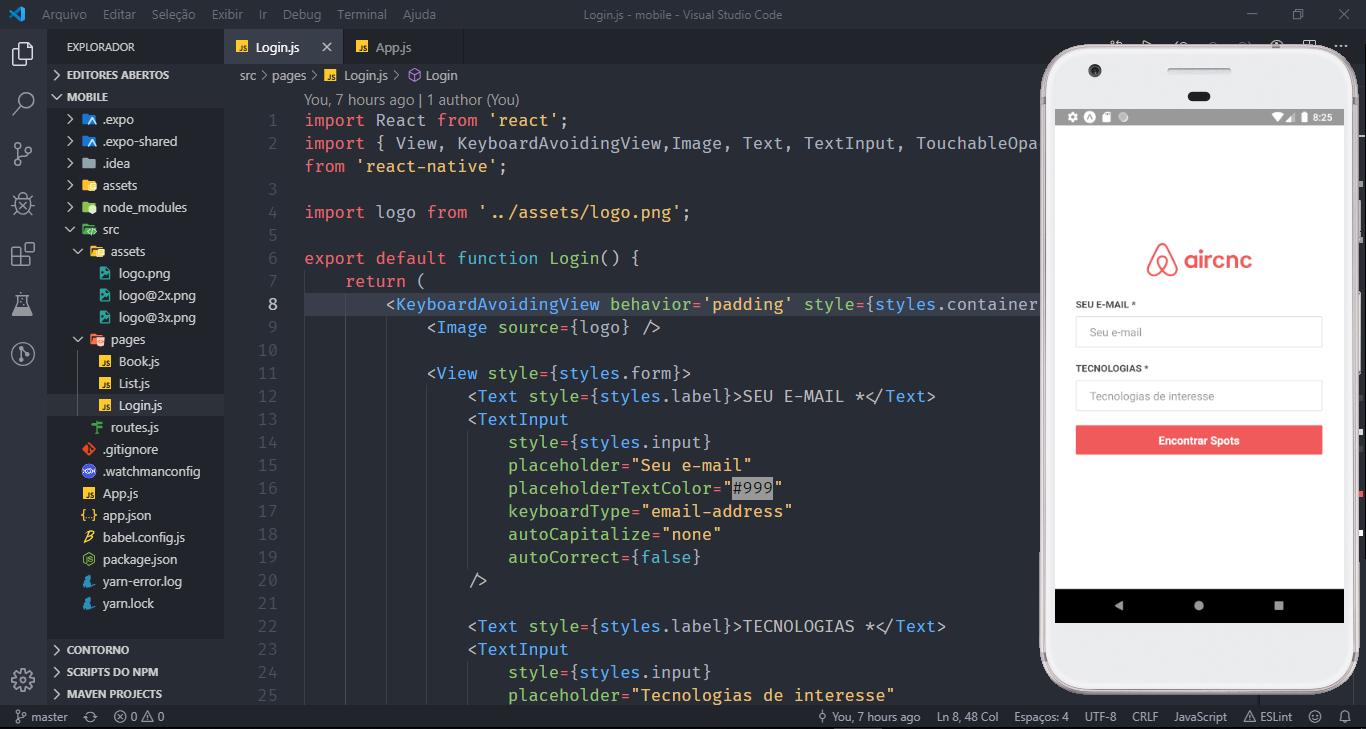 Arquivo Editar Seleção Exibir Ir Debug Terminal Ajuda
Login.js - mobile - Visual Studio Code
EXPLORADOR
EDITORES ABERTOS
MOBILE
.expo
.expo-shared
.idea
assets
node_modules
src
assets
logo.png
logo@2x.png
logo@3x.png
pages
Book.js
List.js
Login.js
routes.js
.gitignore
.watchmanconfig
App.js
app.json
babel.config.js
package.json
yarn-error.log
yarn.lock
CONTORNO
SCRIPTS DO NPM
MAVEN PROJECTS
JS Login.js JS App.js
src > pages > JS Login.js > Login
You, 7 hours ago | 1 author (You)
1 import React from 'react';
2 import { View, KeyboardAvoidingView,Image, Text, TextInput, TouchableOpa
from 'react-native';
3
4 import logo from '../assets/logo.png';
5
6 export default function Login() {
7 return (
8 <KeyboardAvoidingView behavior='padding' style={styles.container
9 <Image source={logo} />
10
11 <View style={styles.form}>
12 <Text style={styles.label}>SEU E-MAIL *</Text>
13 <TextInput
14 style={styles.input}
15 placeholder="Seu e-mail"
16 placeholderTextColor="#999"
17 keyboardType="email-address"
18 autoCapitalize="none"
19 autoCorrect={false}
20 />
21
22 <Text style={styles.label}>TECNOLOGIAS *</Text>
23 <TextInput
24 style={styles.input}
25 placeholder="Tecnologias de interesse"
8:25
aircnc
SEU E-MAIL *
Seu e-mail
TECNOLOGIAS *
Tecnologias de interesse
Encontrar Spots
master 0 0 You, 7 hours ago Ln 8, 48 Col Espaços: 4 UTF-8 CRLF JavaScript ESLint